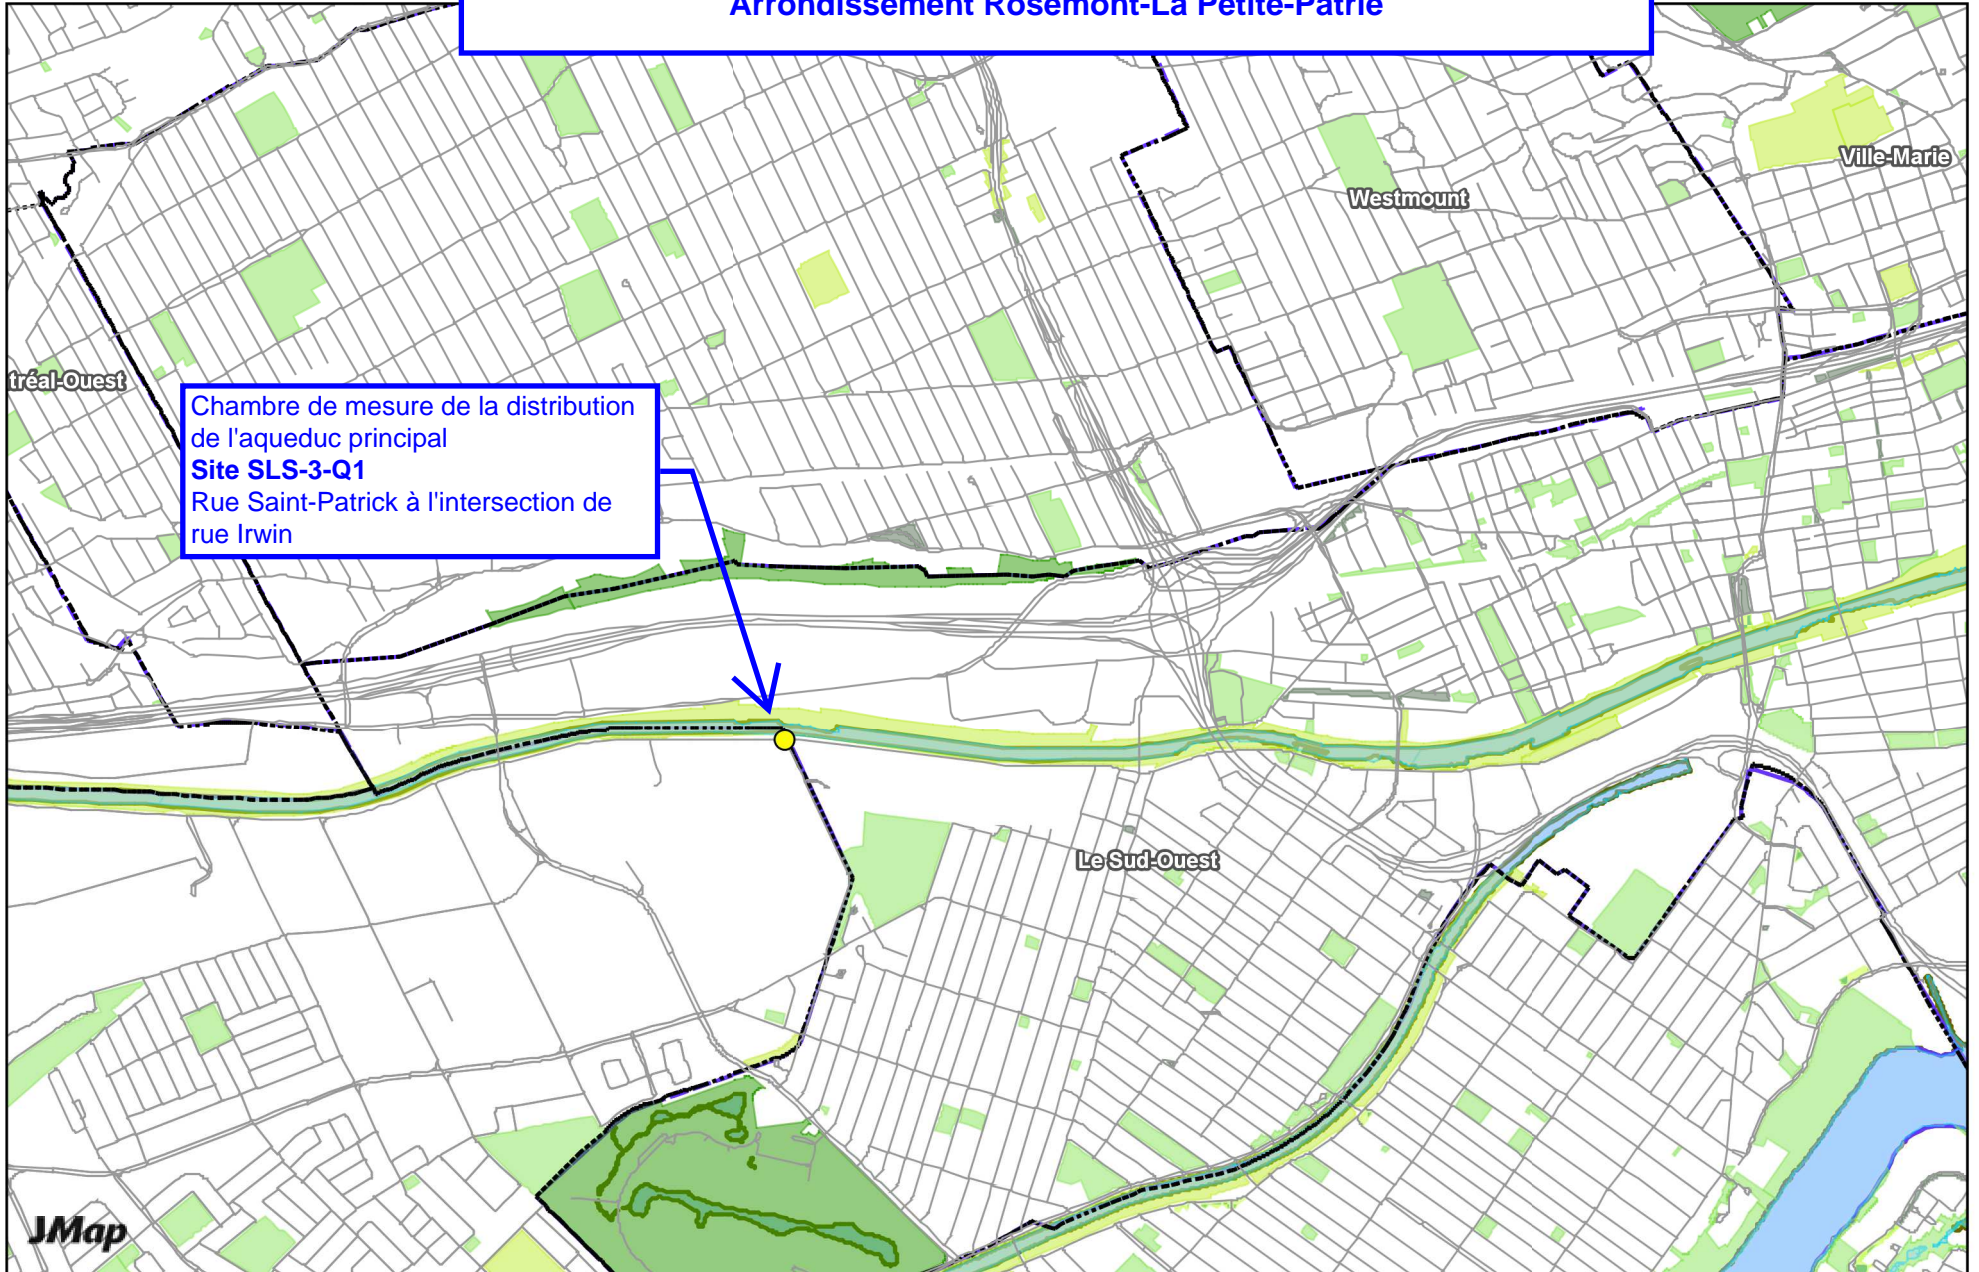 Arrondissement Rosemont-La Petite-Patrie
Ville-Marie
Westmount
tréal-Ouest
Chambre de mesure de la distribution
de l'aqueduc principal
Site SLS-3-Q1
Rue Saint-Patrick à l'intersection de
rue Irwin
Le Sud-Ouest
JMap